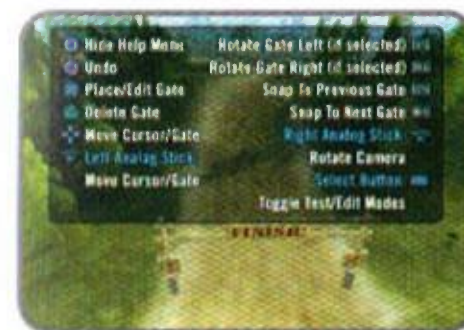 Hide Help Menu
Rotate Gate Left (if selected)
Undo
Rotate Gate Right (if selected)
Place/Edit Gate
Snap To Previous Gate
Delete Gate
Snap To Next Gate
Move Cursor/Gate
Right Analog Stick
Left Analog Stick
Rotate Camera
Move Cursor/Gate
Select Button
Toggle Test/Edit Modes
FINISH